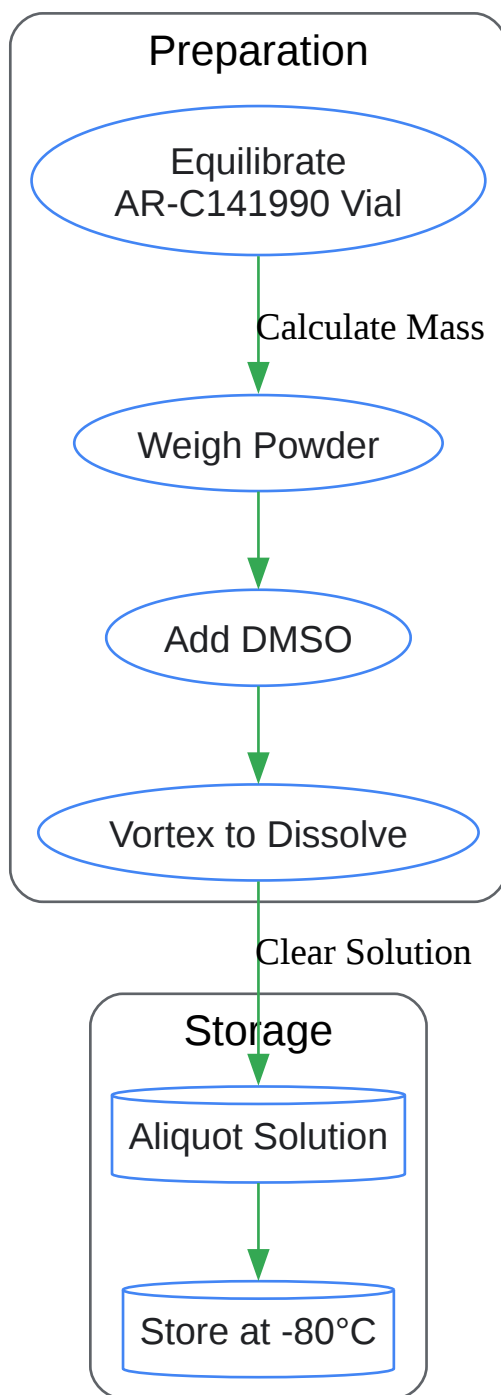 Preparation
Equilibrate
AR-C141990 Vial
Calculate Mass
Weigh Powder
Add DMSO
Vortex to Dissolve
Clear Solution
Storage
Aliquot Solution
Store at -80°C